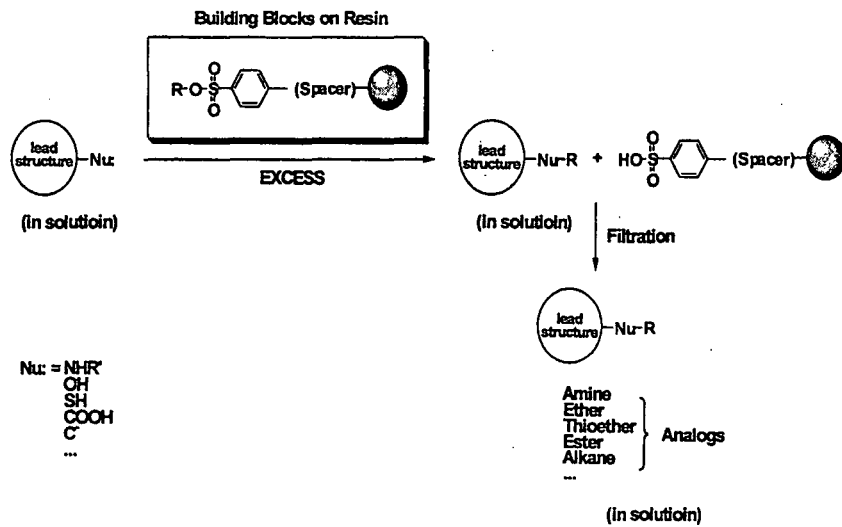 Building Blocks on Resin
R-O-S
O
O
(Spacer)
lead
structure
Nu:
EXCESS
(in solutioin)
lead
structure
Nu-R
+
HO-S
O
O
(Spacer)
(in solutioin)
Filtration
lead
structure
Nu-R
Nu: = NHR'
OH
SH
COOH
C-
...
Amine
Ether
Thioether
Ester
Alkane
...
Analogs
(in solutioin)